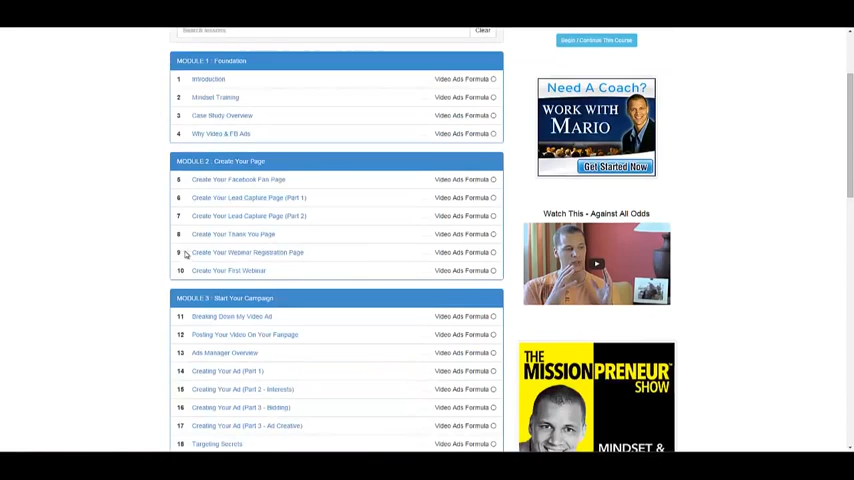 Search lessons
Clear
MODULE 1 : Foundation
1 Introduction Video Ads Formula
2 Mindset Training Video Ads Formula
3 Case Study Overview Video Ads Formula
4 Why Video & FB Ads Video Ads Formula
MODULE 2 : Create Your Page
5 Create Your Facebook Fan Page Video Ads Formula
6 Create Your Lead Capture Page (Part 1) Video Ads Formula
7 Create Your Lead Capture Page (Part 2) Video Ads Formula
8 Create Your Thank You Page Video Ads Formula
9 Create Your Webinar Registration Page Video Ads Formula
10 Create Your First Webinar Video Ads Formula
MODULE 3 : Start Your Campaign
11 Breaking Down My Video Ad Video Ads Formula
12 Posting Your Video On Your Fanpage Video Ads Formula
13 Ads Manager Overview Video Ads Formula
14 Creating Your Ad (Part 1) Video Ads Formula
15 Creating Your Ad (Part 2 - Interests) Video Ads Formula
16 Creating Your Ad (Part 3 - Bidding) Video Ads Formula
17 Creating Your Ad (Part 3 - Ad Creative) Video Ads Formula
18 Targeting Secrets Video Ads Formula
Begin / Continue This Course
Need A Coach?
WORK WITH
MARIO
Get Started Now
Watch This - Against All Odds
THE
MISSIONPRENEUR
SHOW
MINDSET &